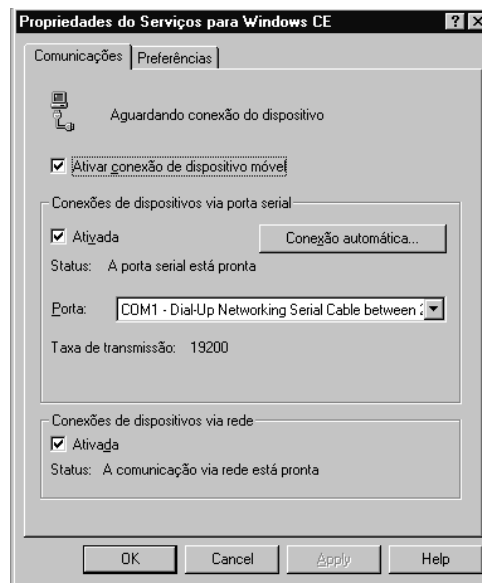 Propriedades do Serviços para Windows CE
Comunicações Preferências
Aguardando conexão do dispositivo
Ativar conexão de dispositivo móvel
Conexões de dispositivos via porta serial
Ativada Conexão automática...
Status: A porta serial está pronta
Porta: COM1 - Dial-Up Networking Serial Cable between
Taxa de transmissão: 19200
Conexões de dispositivos via rede
Ativada
Status: A comunicação via rede está pronta
OK Cancel Apply Help